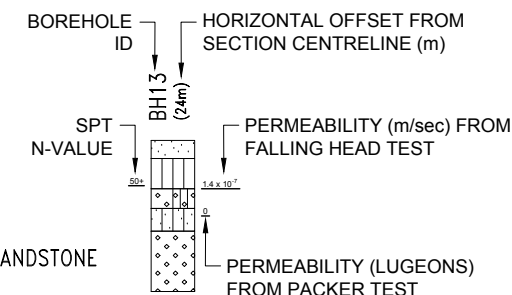 BOREHOLE
ID
HORIZONTAL OFFSET FROM
SECTION CENTRELINE (m)
BH13
(24m)
SPT
N-VALUE
PERMEABILITY (m/sec) FROM
FALLING HEAD TEST
50+
1.4 x 10⁻⁷
0
ANDSTONE
PERMEABILITY (LUGEONS)
FROM PACKER TEST